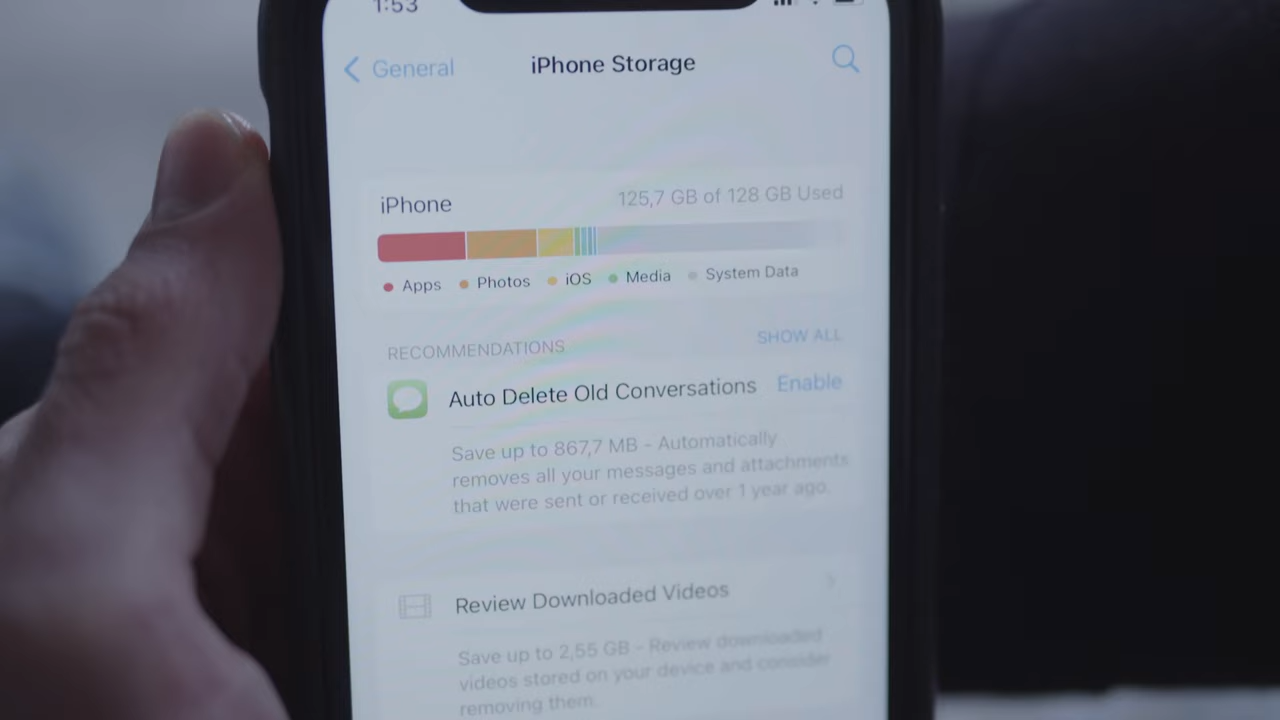 1:53
General
iPhone Storage
iPhone
125,7 GB of 128 GB Used
Apps Photos iOS Media System Data
RECOMMENDATIONS
SHOW ALL
Auto Delete Old Conversations
Enable
Save up to 867,7 MB - Automatically
removes all your messages and attachments
that were sent or received over 1 year ago.
Review Downloaded Videos
Save up to 2,55 GB - Review downloaded
videos stored on your device and consider
removing them.